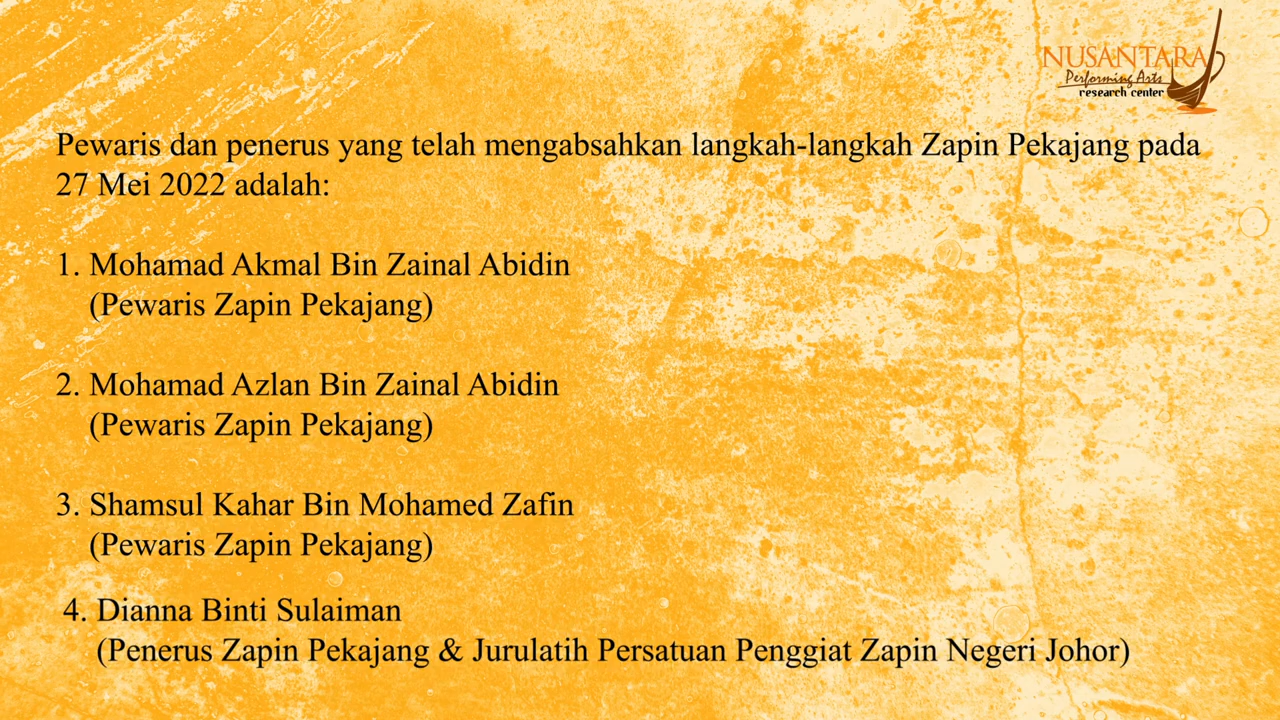 NUSANTARA
Performing Arts
research center
Pewaris dan penerus yang telah mengabsahkan langkah-langkah Zapin Pekajang pada
27 Mei 2022 adalah:
1. Mohamad Akmal Bin Zainal Abidin
(Pewaris Zapin Pekajang)
2. Mohamad Azlan Bin Zainal Abidin
(Pewaris Zapin Pekajang)
3. Shamsul Kahar Bin Mohamed Zafin
(Pewaris Zapin Pekajang)
4. Dianna Binti Sulaiman
(Penerus Zapin Pekajang & Jurulatih Persatuan Penggiat Zapin Negeri Johor)